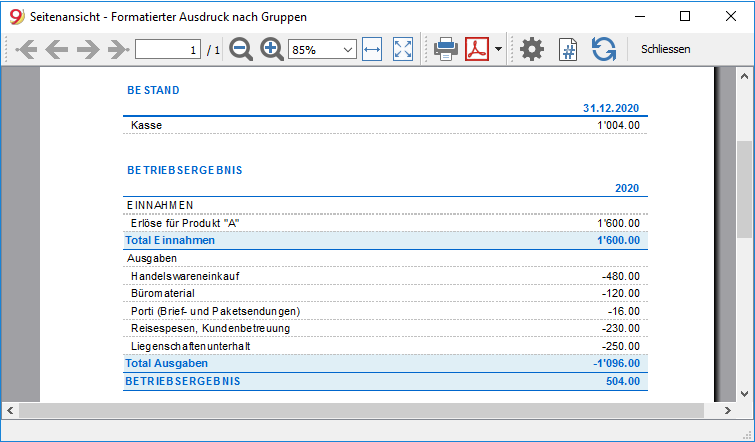 9 Seitenansicht - Formatierter Ausdruck nach Gruppen
1 / 1 85% # Schliessen
BESTAND
31.12.2020
Kasse 1'004.00
BETRIEBSERGEBNIS
2020
EINNAHMEN
Erlöse für Produkt "A" 1'600.00
Total Einnahmen 1'600.00
Ausgaben
Handelswareneinkauf -480.00
Büromaterial -120.00
Porti (Brief- und Paketsendungen) -16.00
Reisespesen, Kundenbetreuung -230.00
Liegenschaftenunterhalt -250.00
Total Ausgaben -1'096.00
BETRIEBSERGEBNIS 504.00